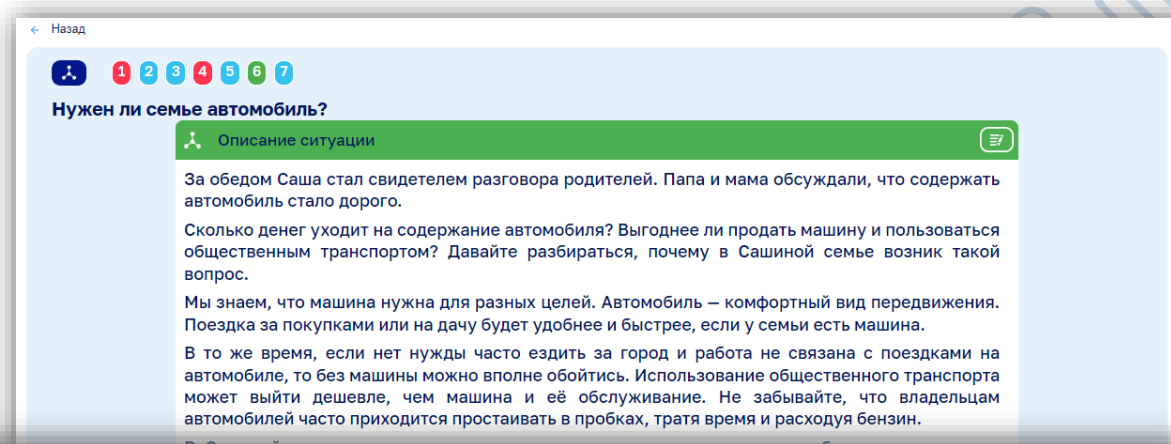 ← Назад
1 2 3 4 5 6 7
Нужен ли семье автомобиль?
Описание ситуации
За обедом Саша стал свидетелем разговора родителей. Папа и мама обсуждали, что содержать
автомобиль стало дорого.
Сколько денег уходит на содержание автомобиля? Выгоднее ли продать машину и пользоваться
общественным транспортом? Давайте разбираться, почему в Сашиной семье возник такой
вопрос.
Мы знаем, что машина нужна для разных целей. Автомобиль — комфортный вид передвижения.
Поездка за покупками или на дачу будет удобнее и быстрее, если у семьи есть машина.
В то же время, если нет нужды часто ездить за город и работа не связана с поездками на
автомобиле, то без машины можно вполне обойтись. Использование общественного транспорта
может выйти дешевле, чем машина и её обслуживание. Не забывайте, что владельцам
автомобилей часто приходится простаивать в пробках, тратя время и расходуя бензин.